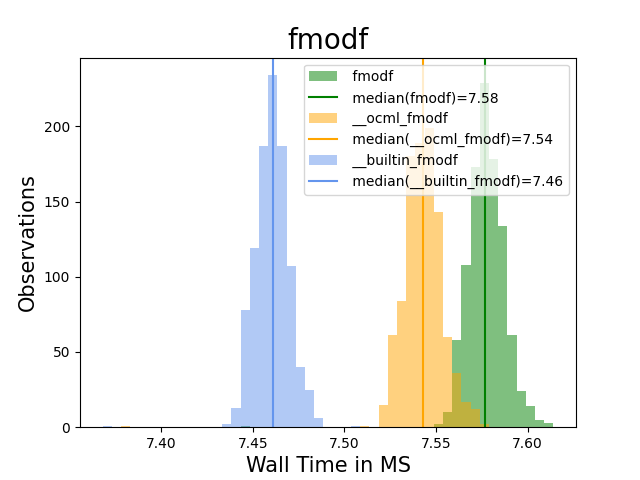 fmodf
Observations
200
150
100
50
0
fmodf
median(fmodf)=7.58
__ocml_fmodf
median(__ocml_fmodf)=7.54
__builtin_fmodf
median(__builtin_fmodf)=7.46
7.40 7.45 7.50 7.55 7.60
Wall Time in MS